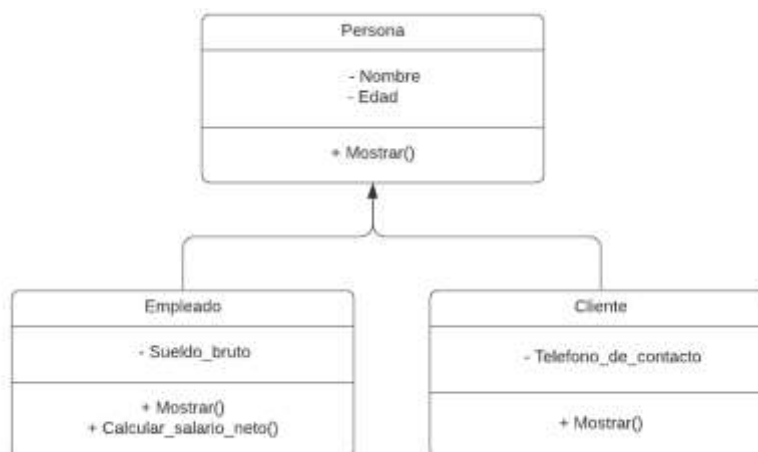 Persona
- Nombre
- Edad
+ Mostrar()
Empleado
- Sueldo_bruto
+ Mostrar()
+ Calcular_salario_neto()
Cliente
- Telefono_de_contacto
+ Mostrar()